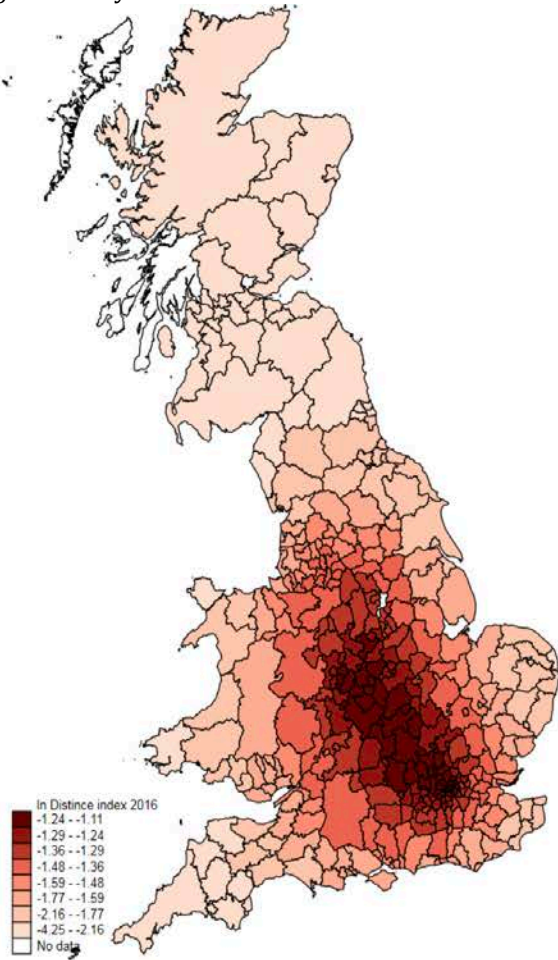 In Distince index 2016
-1.24 - -1.11
-1.29 - -1.24
-1.36 - -1.29
-1.48 - -1.36
-1.59 - -1.48
-1.77 - -1.59
-2.16 - -1.77
-4.25 - -2.16
No data